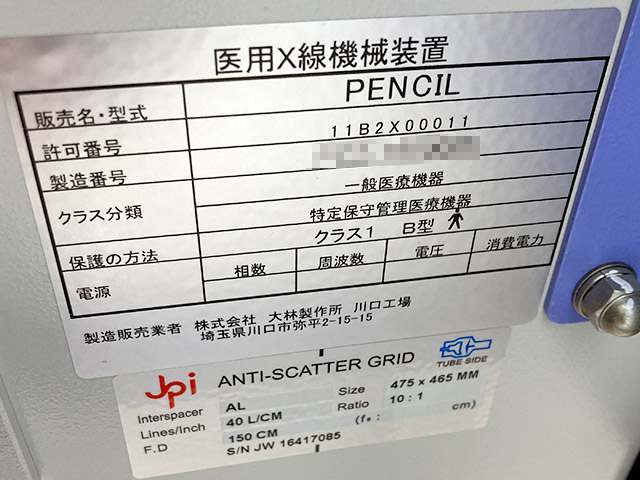 医用X線機械装置
販売名・型式 PENCIL
許可番号 11B2X00011
製造番号
クラス分類 一般医療機器
特定保守管理医療機器
保護の方法 クラス1 B型
電源 相数 周波数 電圧 消費電力
製造販売業者 株式会社 大林製作所 川口工場
埼玉県川口市弥平2-15-15
jpi ANTI-SCATTER GRID TUBE SIDE
Interspacer AL Size 475 x 465 MM
Lines/Inch 40 L/CM Ratio 10 : 1
F.D 150 CM (f₀ : cm)
S/N JW 16417085